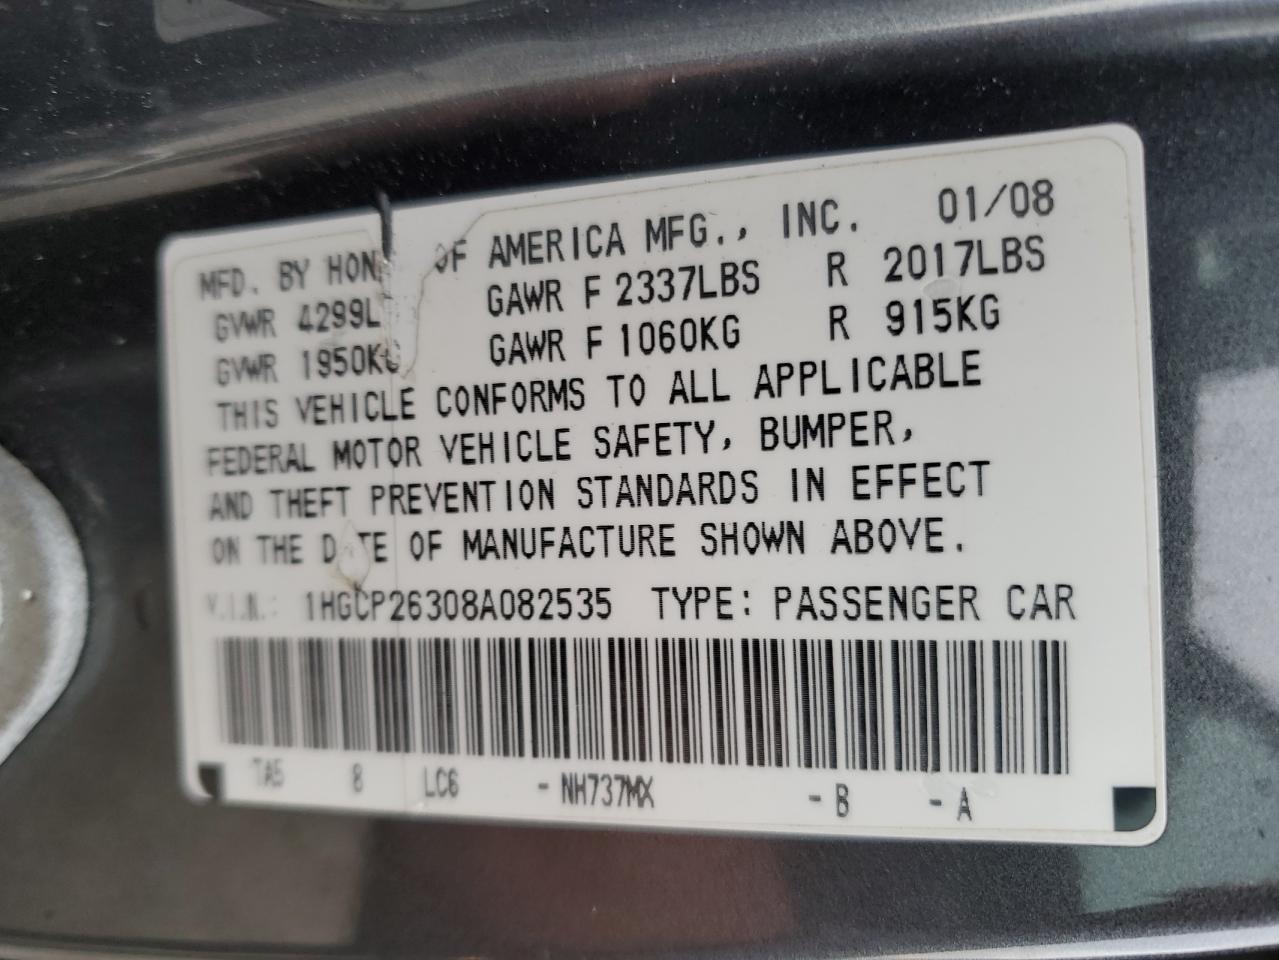 MFD. BY HON OF AMERICA MFG., INC. 01/08
GVWR 4299L GAWR F 2337LBS R 2017LBS
GVWR 1950KG GAWR F 1060KG R 915KG
THIS VEHICLE CONFORMS TO ALL APPLICABLE
FEDERAL MOTOR VEHICLE SAFETY, BUMPER,
AND THEFT PREVENTION STANDARDS IN EFFECT
ON THE D TE OF MANUFACTURE SHOWN ABOVE.
V.I.N.: 1HGCP26308A082535 TYPE: PASSENGER CAR
TA5 8 LC6 - NH737MX - B - A